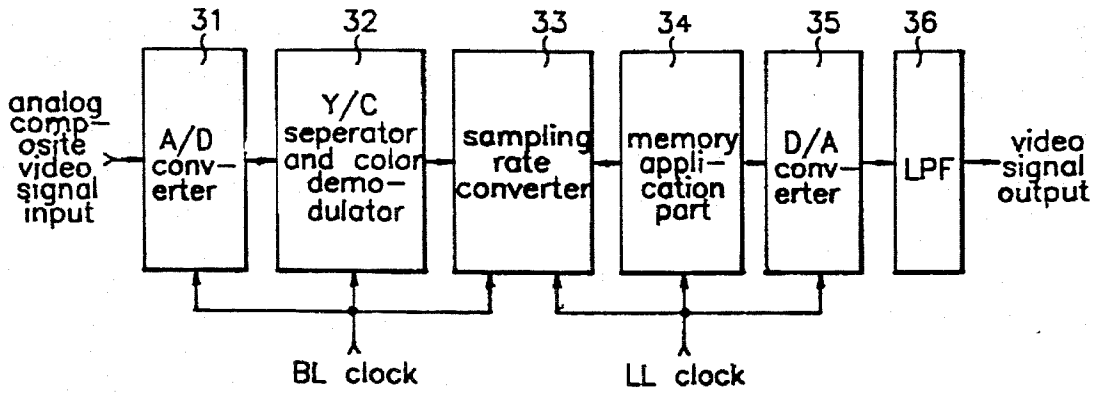 31
32
33
34
35
36
analog
comp-
osite
video
signal
input
A/D
conv-
erter
Y/C
seperator
and color
demo-
dulator
sampling
rate
converter
memory
appli-
cation
part
D/A
conv-
erter
LPF
video
signal
output
BL clock
LL clock